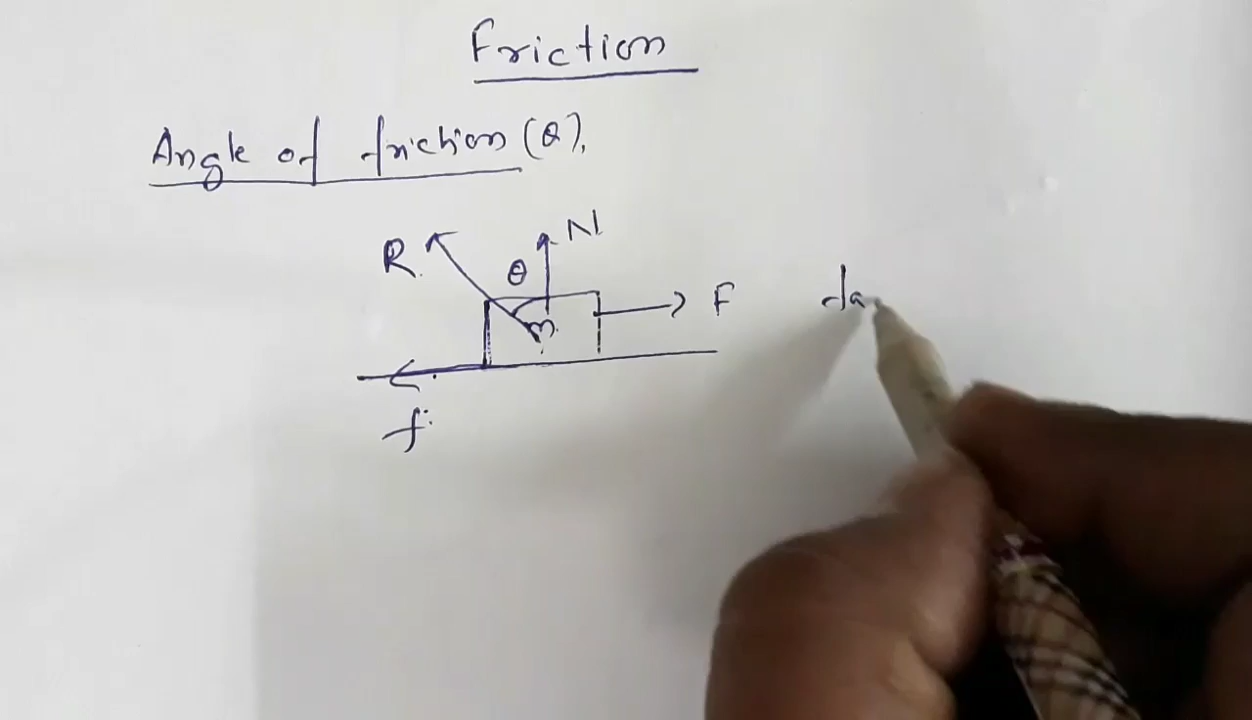 Friction
Angle of friction (θ),
N
R.
θ
F
m
f